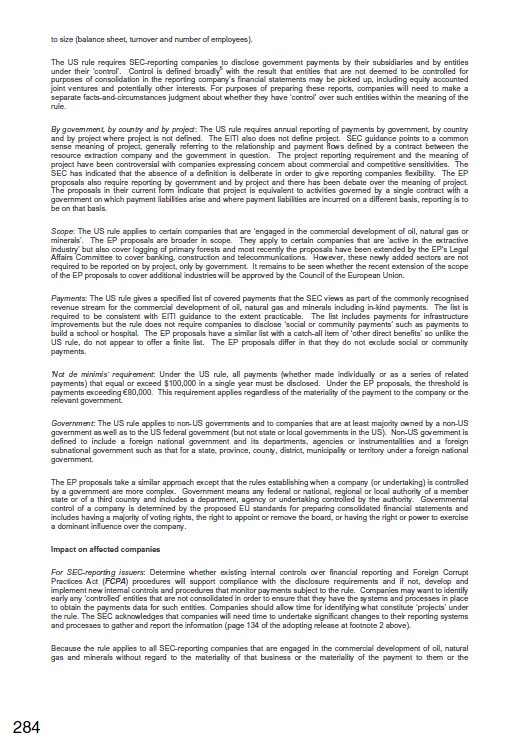 to size (balance sheet, turnover and number of employees).
The US rule requires SEC-reporting companies to disclose government payments by their subsidiaries and by entities
under their 'control'. Control is defined broadly with the result that entities that are not deemed to be controlled for
purposes of consolidation in the reporting company's financial statements may be picked up, including equity accounted
joint ventures and potentially other interests. For purposes of preparing these reports, companies will need to make a
separate facts-and-circumstances judgment about whether they have 'control' over such entities within the meaning of the
rule.
By government, by country and by project: The US rule requires annual reporting of payments by government, by country
and by project where project is not defined. The EITI also does not define project. SEC guidance points to a common
sense meaning of project, generally referring to the relationship and payment flows defined by a contract between the
resource extraction company and the government in question. The project reporting requirement and the meaning of
project have been controversial with companies expressing concern about commercial and competitive sensitivities. The
SEC has indicated that the absence of a definition is deliberate in order to give reporting companies flexibility. The EP
proposals also require reporting by government and by project and there has been debate over the meaning of project.
The proposals in their current form indicate that project is equivalent to activities governed by a single contract with a
government on which payment liabilities arise and where payment liabilities are incurred on a different basis, reporting is to
be on that basis.
Scope: The US rule applies to certain companies that are 'engaged in the commercial development of oil, natural gas or
minerals'. The EP proposals are broader in scope. They apply to certain companies that are 'active in the extractive
industry' but also cover logging of primary forests and most recently the proposals have been extended by the EP's Legal
Affairs Committee to cover banking, construction and telecommunications. However, these newly added sectors are not
required to be reported on by project, only by government. It remains to be seen whether the recent extension of the scope
of the EP proposals to cover additional industries will be approved by the Council of the European Union.
Payments: The US rule gives a specified list of covered payments that the SEC views as part of the commonly recognised
revenue stream for the commercial development of oil, natural gas and minerals including in-kind payments. The list is
required to be consistent with EITI guidance to the extent practicable. The list includes payments for infrastructure
improvements but the rule does not require companies to disclose 'social or community payments' such as payments to
build a school or hospital. The EP proposals have a similar list with a catch-all item of 'other direct benefits' so unlike the
US rule, do not appear to offer a finite list. The EP proposals differ in that they do not exclude social or community
payments.
'Not de minimis' requirement: Under the US rule, all payments (whether made individually or as a series of related
payments) that equal or exceed $100,000 in a single year must be disclosed. Under the EP proposals, the threshold is
payments exceeding €80,000. This requirement applies regardless of the materiality of the payment to the company or the
relevant government.
Government: The US rule applies to non-US governments and to companies that are at least majority owned by a non-US
government as well as to the US federal government (but not state or local governments in the US). Non-US government is
defined to include a foreign national government and its departments, agencies or instrumentalities and a foreign
subnational government such as that for a state, province, county, district, municipality or territory under a foreign national
government.
The EP proposals take a similar approach except that the rules establishing when a company (or undertaking) is controlled
by a government are more complex. Government means any federal or national, regional or local authority of a member
state or of a third country and includes a department, agency or undertaking controlled by the authority. Governmental
control of a company is determined by the proposed EU standards for preparing consolidated financial statements and
includes having a majority of voting rights, the right to appoint or remove the board, or having the right or power to exercise
a dominant influence over the company.
Impact on affected companies
For SEC-reporting issuers: Determine whether existing internal controls over financial reporting and Foreign Corrupt
Practices Act (FCPA) procedures will support compliance with the disclosure requirements and if not, develop and
implement new internal controls and procedures that monitor payments subject to the rule. Companies may want to identify
early any 'controlled' entities that are not consolidated in order to ensure that they have the systems and processes in place
to obtain the payments data for such entities. Companies should allow time for identifying what constitute 'projects' under
the rule. The SEC acknowledges that companies will need time to undertake significant changes to their reporting systems
and processes to gather and report the information (page 134 of the adopting release at footnote 2 above).
Because the rule applies to all SEC-reporting companies that are engaged in the commercial development of oil, natural
gas and minerals without regard to the materiality of that business or the materiality of the payment to them or the
284